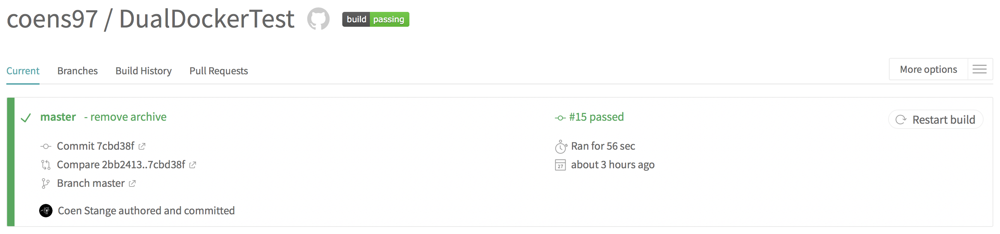 coens97 / DualDockerTest build passing
Current Branches Build History Pull Requests More options
master - remove archive #15 passed Restart build
Commit 7cbd38f Ran for 56 sec
Compare 2bb2413..7cbd38f 27 about 3 hours ago
Branch master
Coen Stange authored and committed